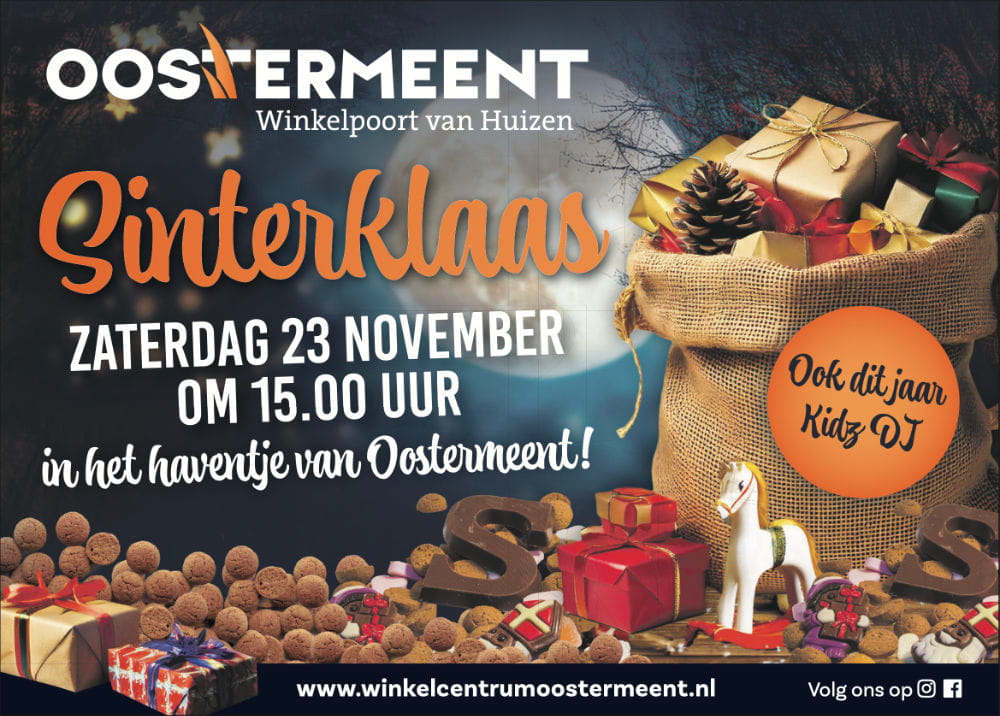 OOSTERMEENT
Winkelpoort van Huizen
Sinterklaas
ZATERDAG 23 NOVEMBER
OM 15.00 UUR
in het haventje van Oostermeent!
Ook dit jaar
Kidz DJ
S
S
www.winkelcentrumoostermeent.nl
Volg ons op